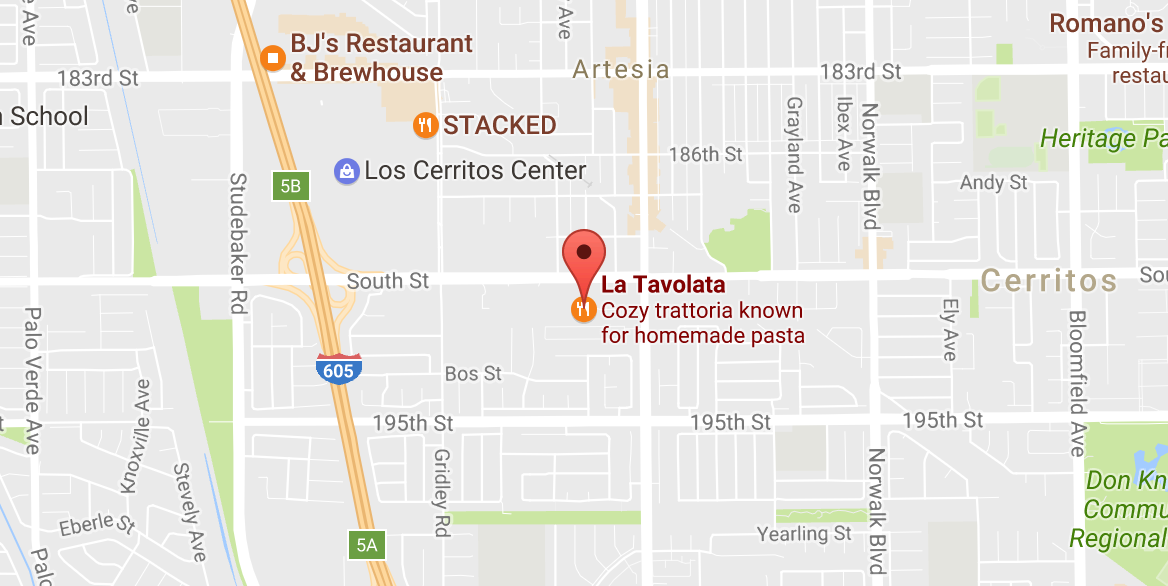 e Ave
Ave
BJ's Restaurant
& Brewhouse
183rd St
Artesia
183rd St
Romano's
Family-fr
restau
School
STACKED
Los Cerritos Center
186th St
Grayland Ave
Ibex Ave
Norwalk Blvd
Heritage Pa
Andy St
5B
Studebaker Rd
South St
La Tavolata
Cozy trattoria known
for homemade pasta
Cerritos
Sou
Palo Verde Ave
605
Bos St
Ely Ave
Bloomfield Ave
195th St
195th St
195th St
Knoxville Ave
Stevely Ave
Gridley Rd
Norwalk Blvd
Don Kn
Commu
Regional
Eberle St
5A
Yearling St
Palo